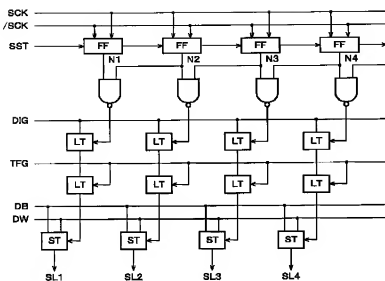 SCK
/SCK
SST FF FF FF FF
N1 N2 N3 N4
DIG
LT LT LT LT
TFG
LT LT LT LT
DB
DW
ST ST ST ST
SL1 SL2 SL3 SL4